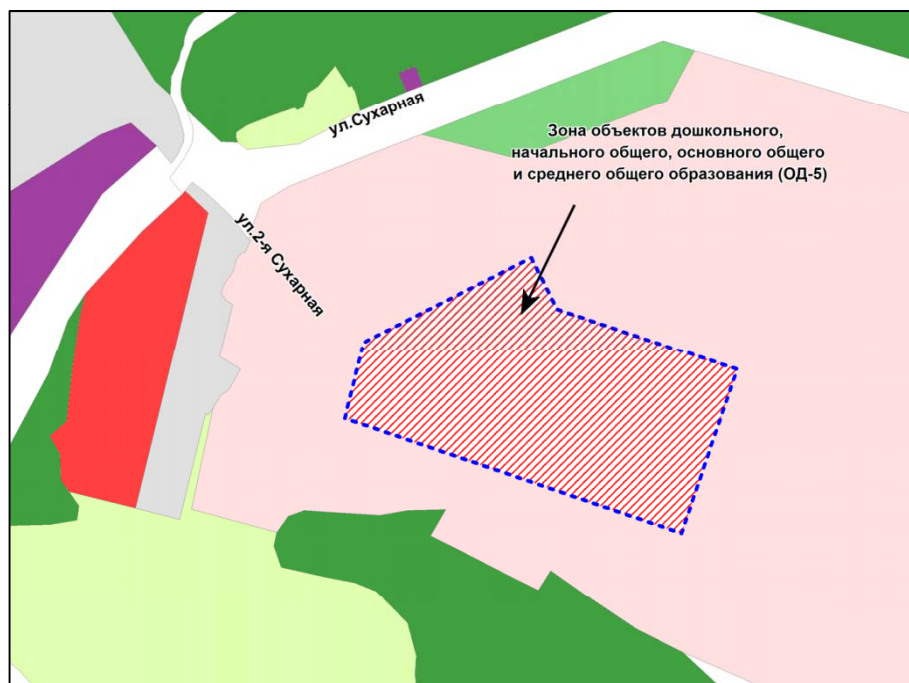 ул.Сухарная
Зона объектов дошкольного,
начального общего, основного общего
и среднего общего образования (ОД-5)
ул.2-я Сухарная